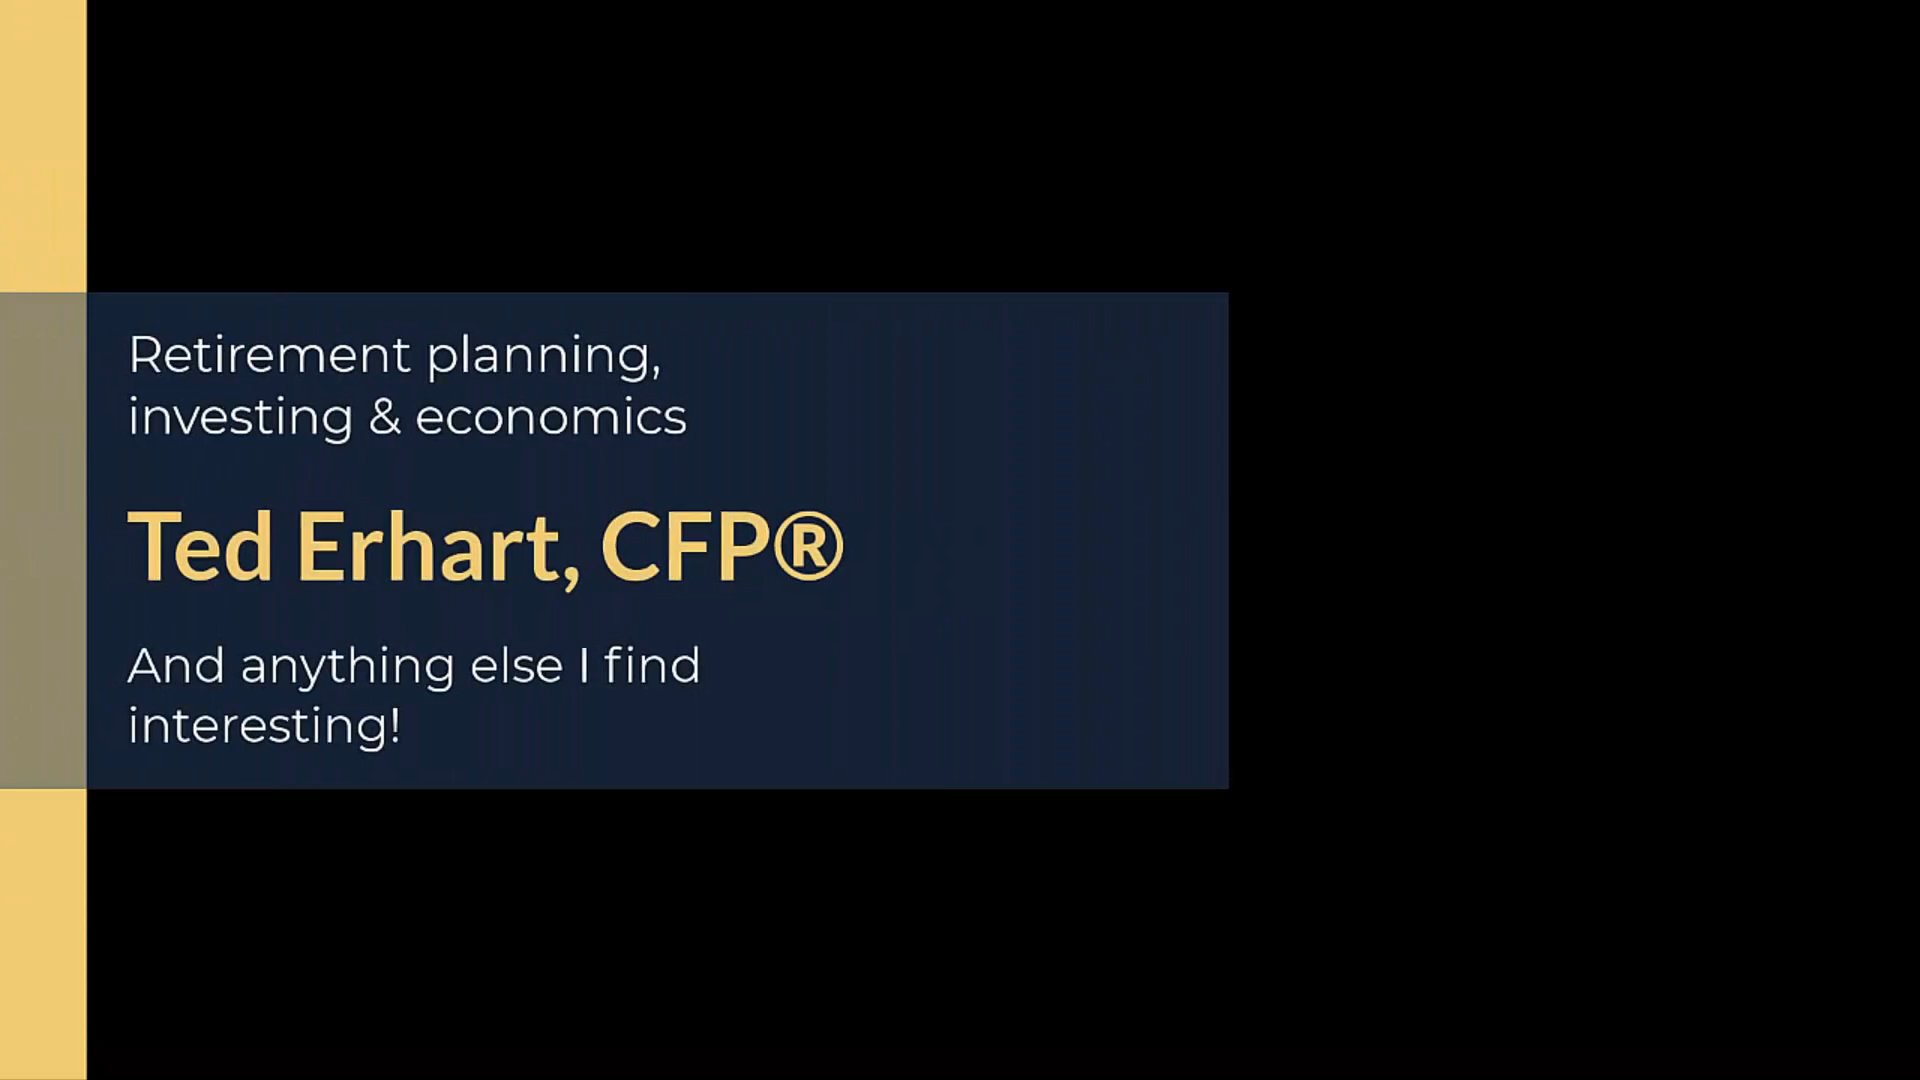 Retirement planning,
investing & economics
Ted Erhart, CFP®
And anything else I find
interesting!